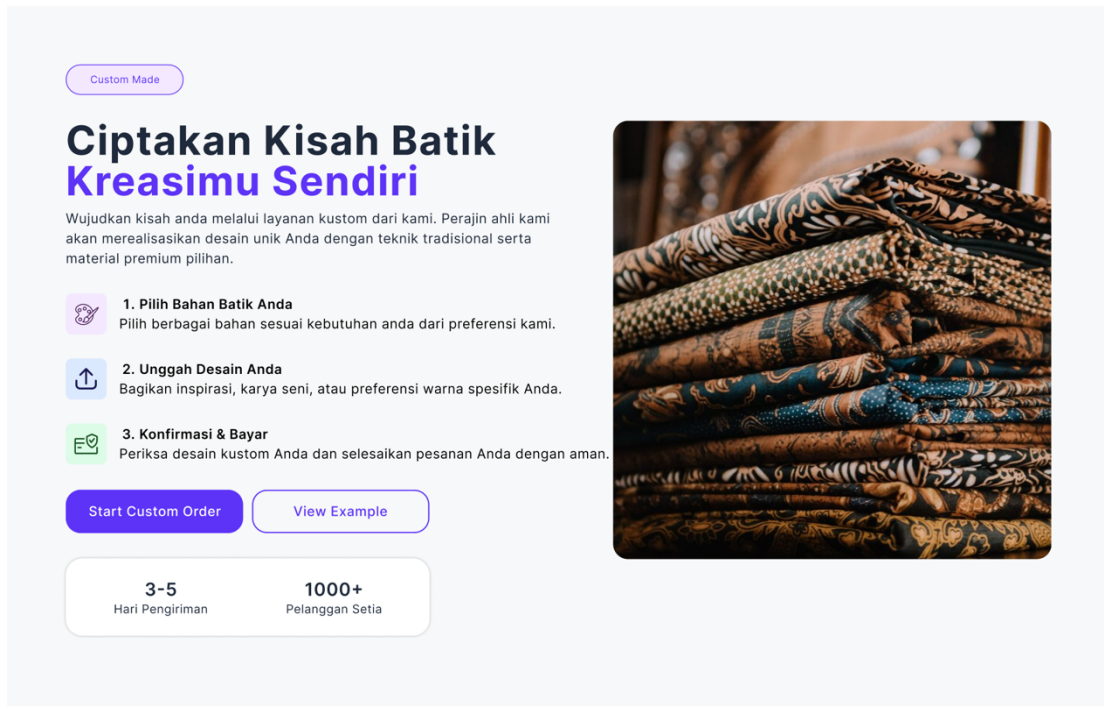 Custom Made
Ciptakan Kisah Batik
Kreasimu Sendiri
Wujudkan kisah anda melalui layanan kustom dari kami. Perajin ahli kami
akan merealisasikan desain unik Anda dengan teknik tradisional serta
material premium pilihan.
1. Pilih Bahan Batik Anda
Pilih berbagai bahan sesuai kebutuhan anda dari preferensi kami.
2. Unggah Desain Anda
Bagikan inspirasi, karya seni, atau preferensi warna spesifik Anda.
3. Konfirmasi & Bayar
Periksa desain kustom Anda dan selesaikan pesanan Anda dengan aman.
Start Custom Order
View Example
3-5
Hari Pengiriman
1000+
Pelanggan Setia